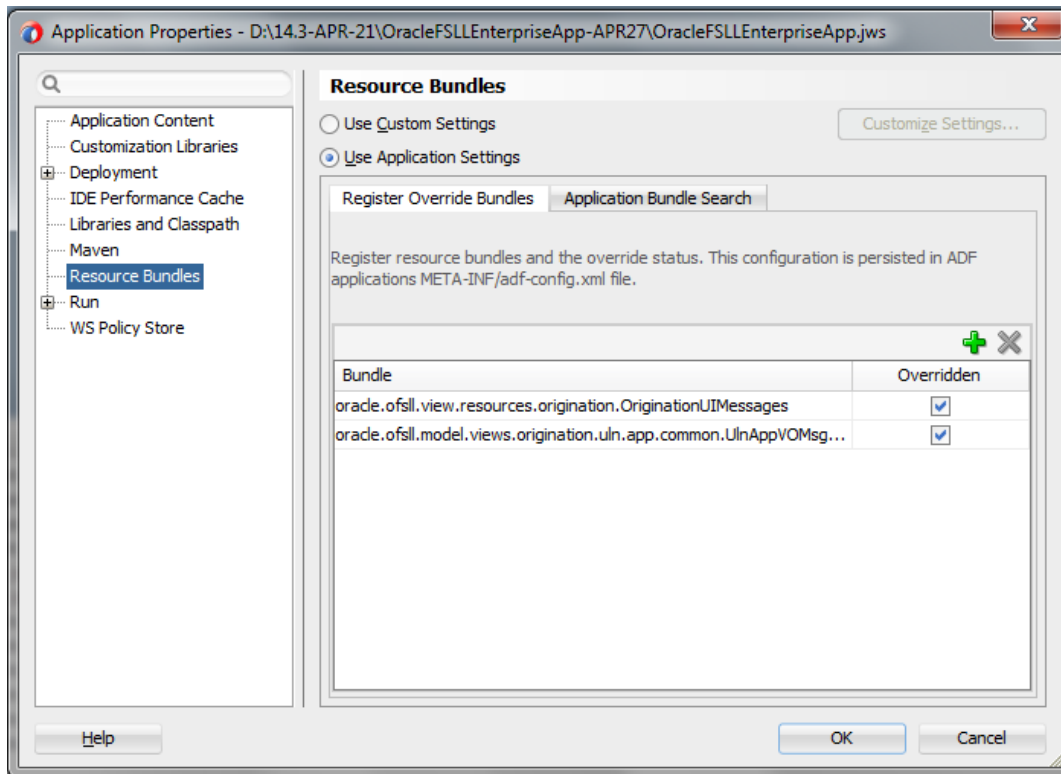 Application Properties - D:\14.3-APR-21\OracleFSLLEnterpriseApp-APR27\OracleFSLLEnterpriseApp.jws
Application Content
Customization Libraries
Deployment
IDE Performance Cache
Libraries and Classpath
Maven
Resource Bundles
Run
WS Policy Store
Resource Bundles
Use Custom Settings
Customize Settings...
Use Application Settings
Register Override Bundles
Application Bundle Search
Register resource bundles and the override status. This configuration is persisted in ADF
applications META-INF/adf-config.xml file.
Bundle
Overridden
oracle.ofsll.view.resources.origination.OriginationUIMessages
oracle.ofsll.model.views.origination.uln.app.common.UlnAppVOMsg...
Help
OK
Cancel